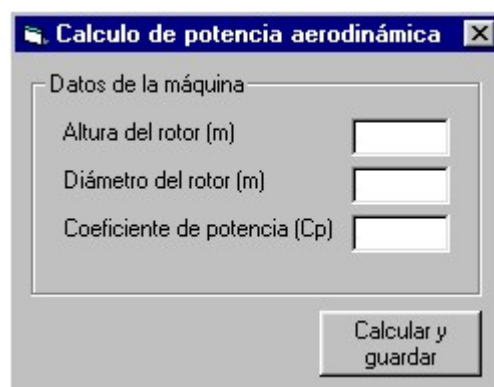 Calculo de potencia aerodinámica
Datos de la máquina
Altura del rotor (m)
Diámetro del rotor (m)
Coeficiente de potencia (Cp)
Calcular y
guardar